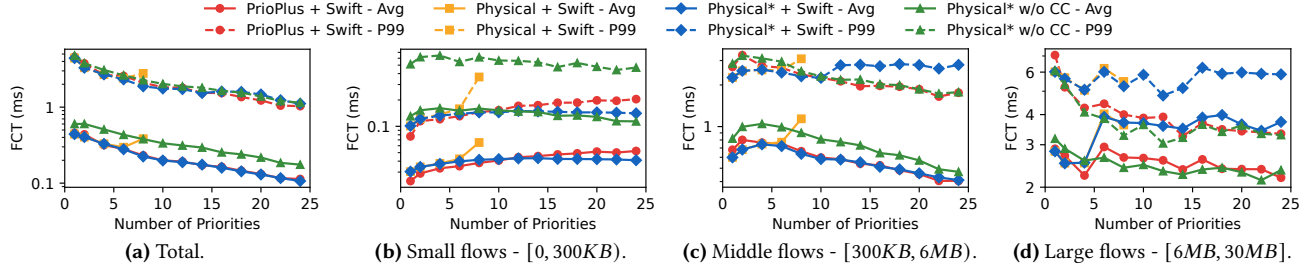 PrioPlus + Swift - Avg Physical + Swift - Avg Physical* + Swift - Avg Physical* w/o CC - Avg
PrioPlus + Swift - P99 Physical + Swift - P99 Physical* + Swift - P99 Physical* w/o CC - P99
FCT (ms)
1
0.1
0 5 10 15 20 25
Number of Priorities
(a) Total.
FCT (ms)
0.1
0 5 10 15 20 25
Number of Priorities
(b) Small flows - [0, 300KB).
FCT (ms)
1
0 5 10 15 20 25
Number of Priorities
(c) Middle flows - [300KB, 6MB).
FCT (ms)
6
4
3
2
0 5 10 15 20 25
Number of Priorities
(d) Large flows - [6MB, 30MB].